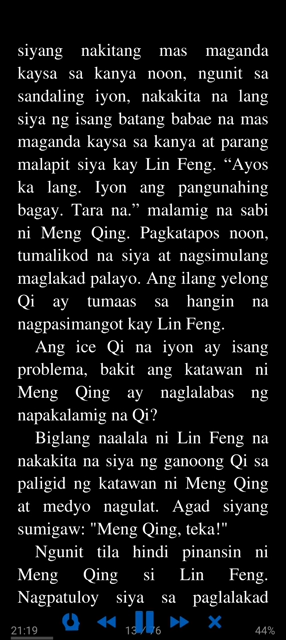 siyang nakitang mas maganda
kaysa sa kanya noon, ngunit sa
sandaling iyon, nakakita na lang
siya ng isang batang babae na mas
maganda kaysa sa kanya at parang
malapit siya kay Lin Feng. “Ayos
ka lang. Iyon ang pangunahing
bagay. Tara na.” malamig na sabi
ni Meng Qing. Pagkatapos noon,
tumalikod na siya at nagsimulang
maglakad palayo. Ang ilang yelong
Qi ay tumaas sa hangin na
nagpasimangot kay Lin Feng.
Ang ice Qi na iyon ay isang
problema, bakit ang katawan ni
Meng Qing ay naglalabas ng
napakalamig na Qi?
Biglang naalala ni Lin Feng na
nakakita na siya ng ganoong Qi sa
paligid ng katawan ni Meng Qing
at medyo nagulat. Agad siyang
sumigaw: "Meng Qing, teka!"
Ngunit tila hindi pinansin ni
Meng Qing si Lin Feng.
Nagpatuloy siya sa paglalakad
21:19
44%